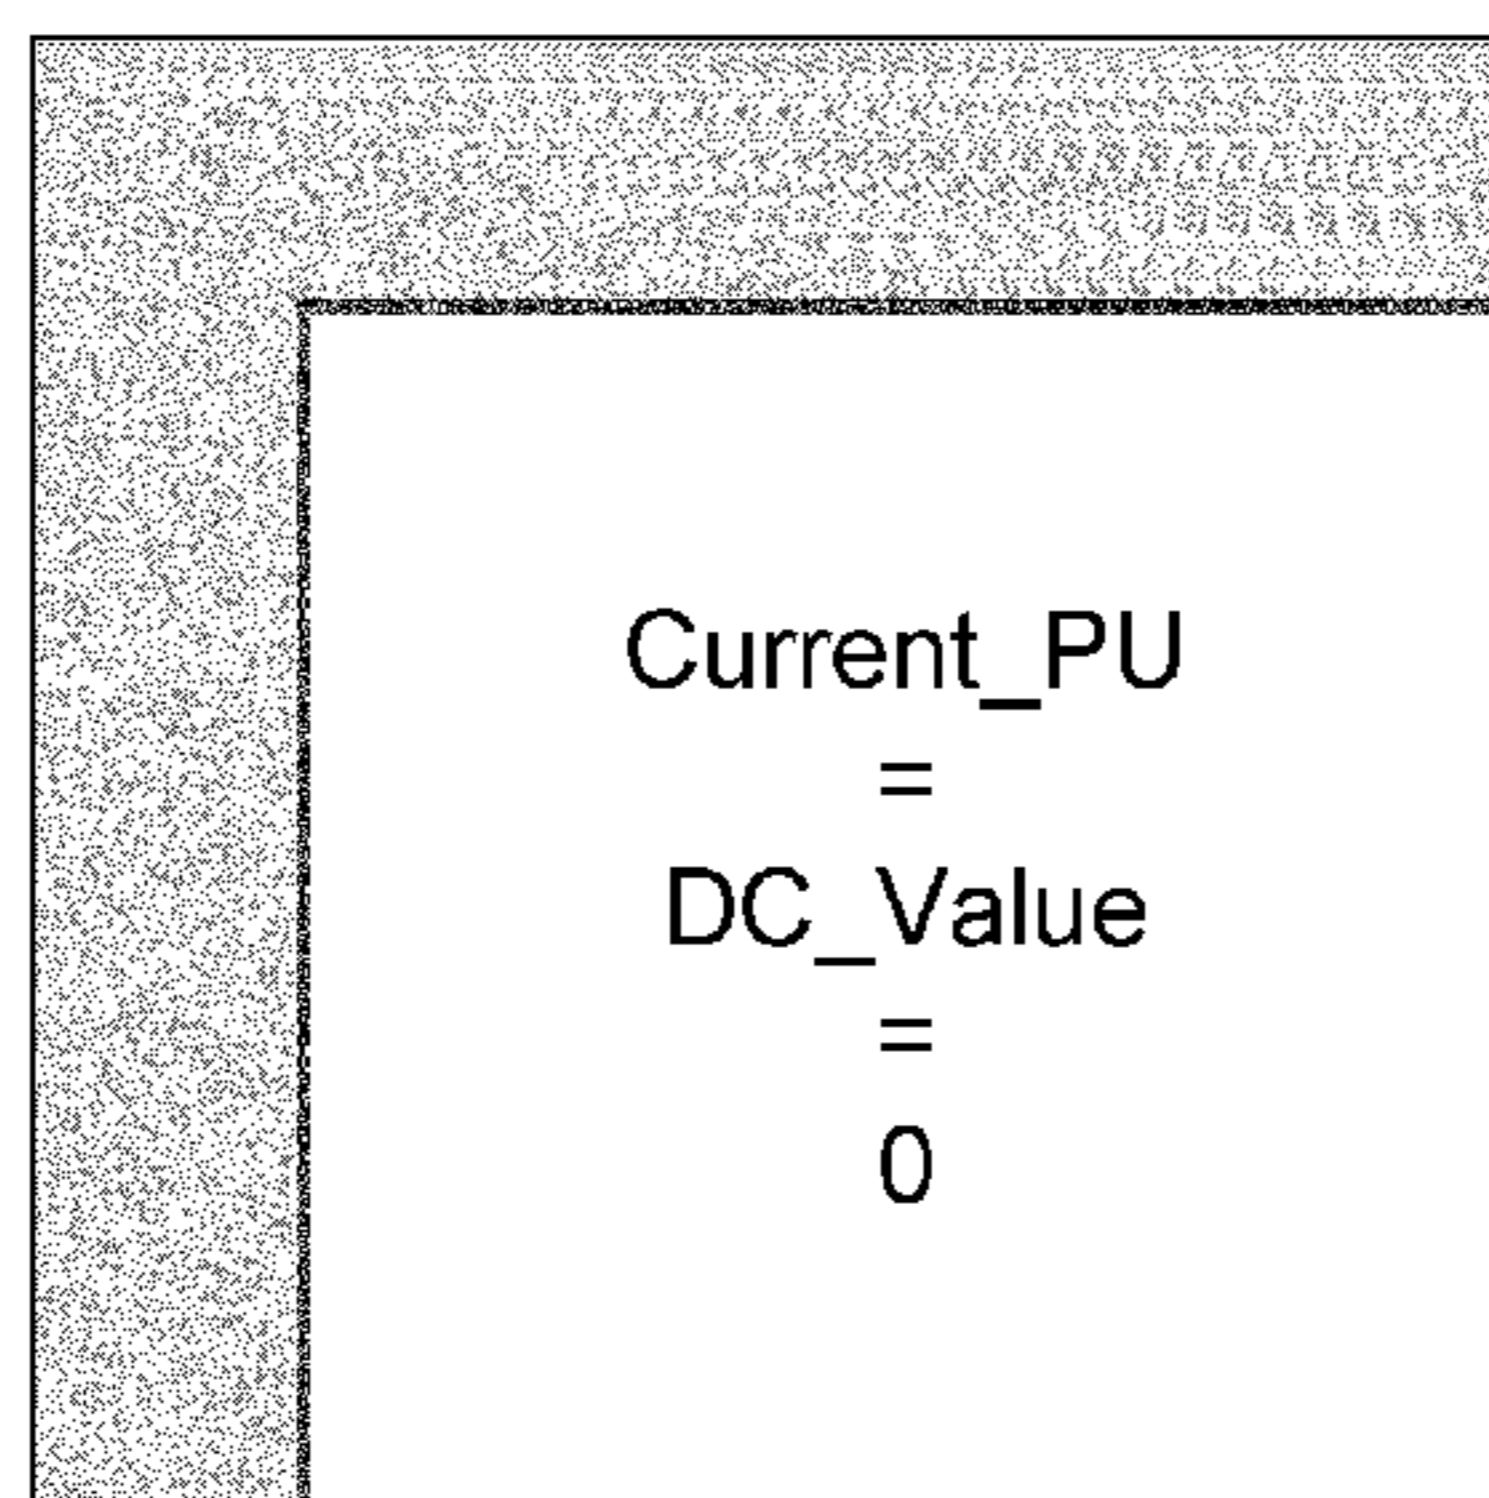 Current_PU
=
DC_Value
=
0